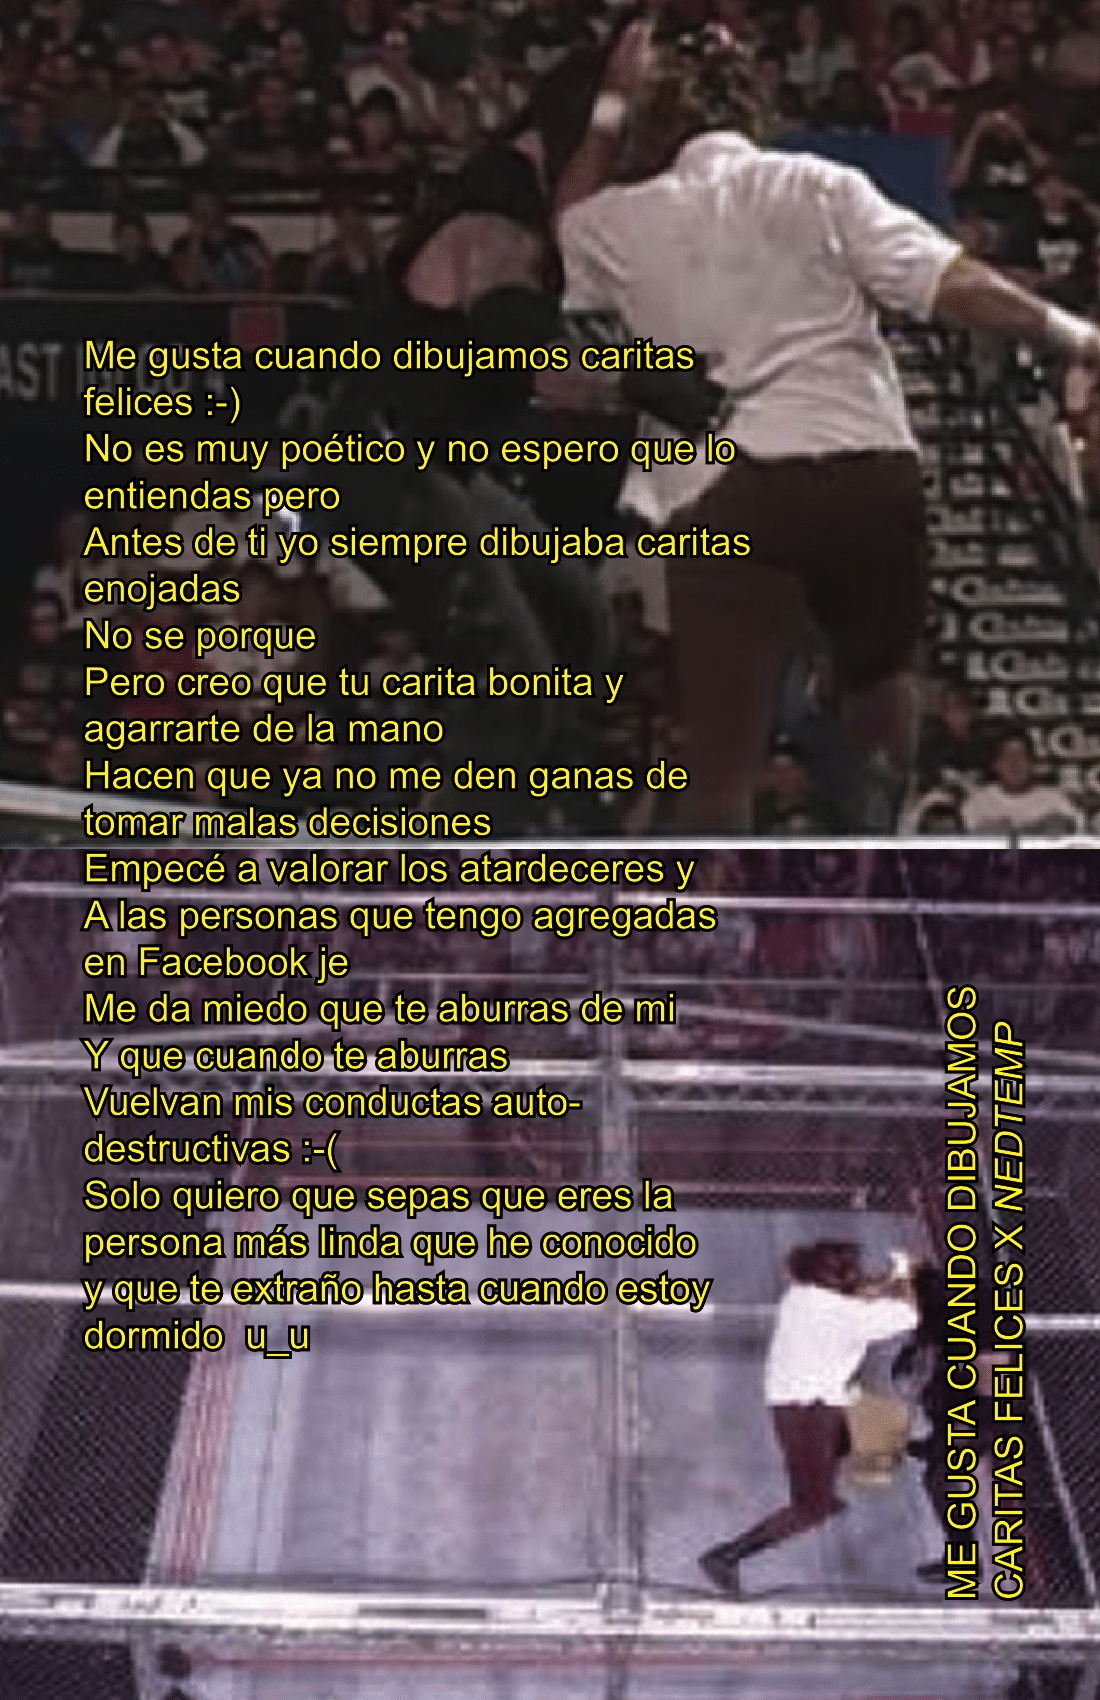 Me gusta cuando dibujamos caritas
felices :-)
No es muy poético y no espero que lo
entiendas pero
Antes de ti yo siempre dibujaba caritas
enojadas
No se porque
Pero creo que tu carita bonita y
agarrarte de la mano
Hacen que ya no me den ganas de
tomar malas decisiones
Empecé a valorar los atardeceres y
A las personas que tengo agregadas
en Facebook je
Me da miedo que te aburras de mi
Y que cuando te aburras
Vuelvan mis conductas auto-
destructivas :-(
Solo quiero que sepas que eres la
persona más linda que he conocido
y que te extraño hasta cuando estoy
dormido  u_u
ME GUSTA CUANDO DIBUJAMOS
CARITAS FELICES X NEDTEMP